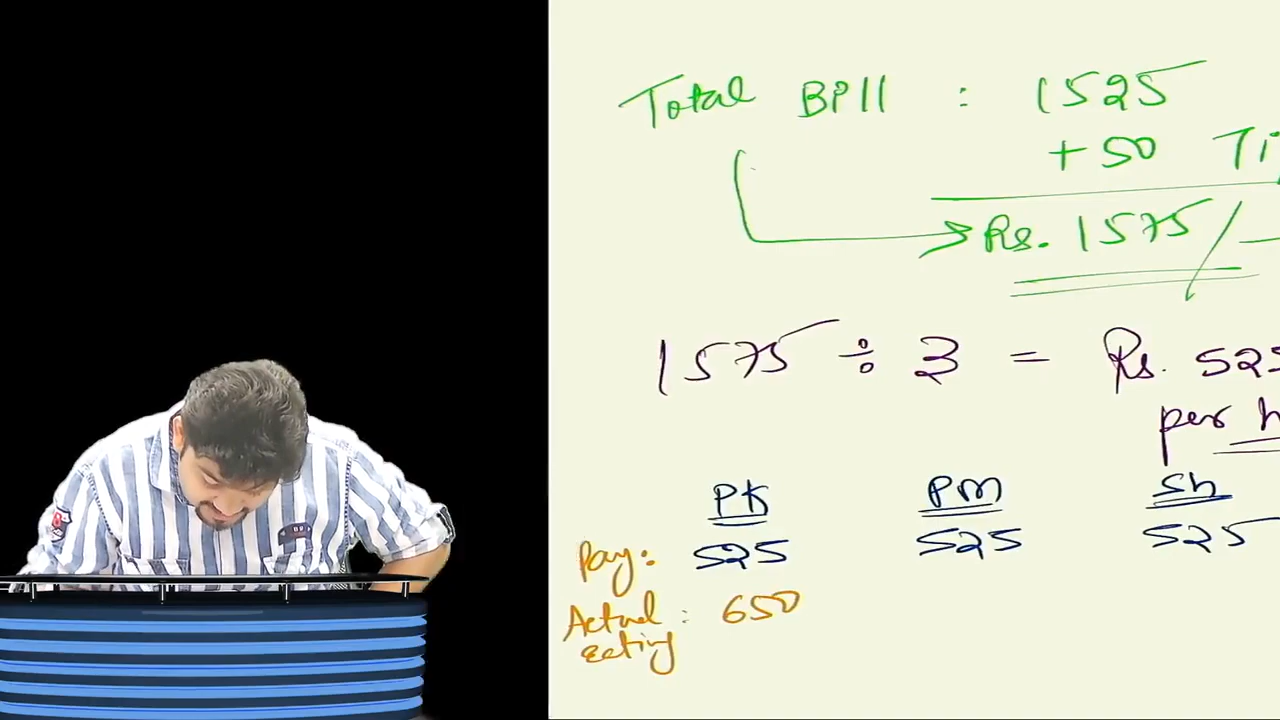 Total Bill : 1525
+ 50
Rs. 1575/-
1575 ÷ 3 = Rs. 525
per
PK PM Sh
Pay: 525 525 525
Actual : 650
eating